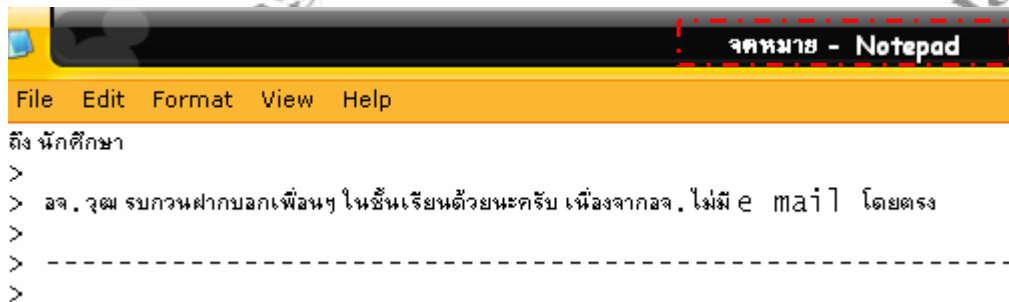 จดหมาย - Notepad
File Edit Format View Help
ถึง นักศึกษา
>
> อจ.วุฒ รบกวนฝากบอกเพื่อนๆ ในชั้นเรียนด้วยนะครับ เนื่องจากอจ.ไม่มี e mail โดยตรง
>
> ------------------------------------------------------
>